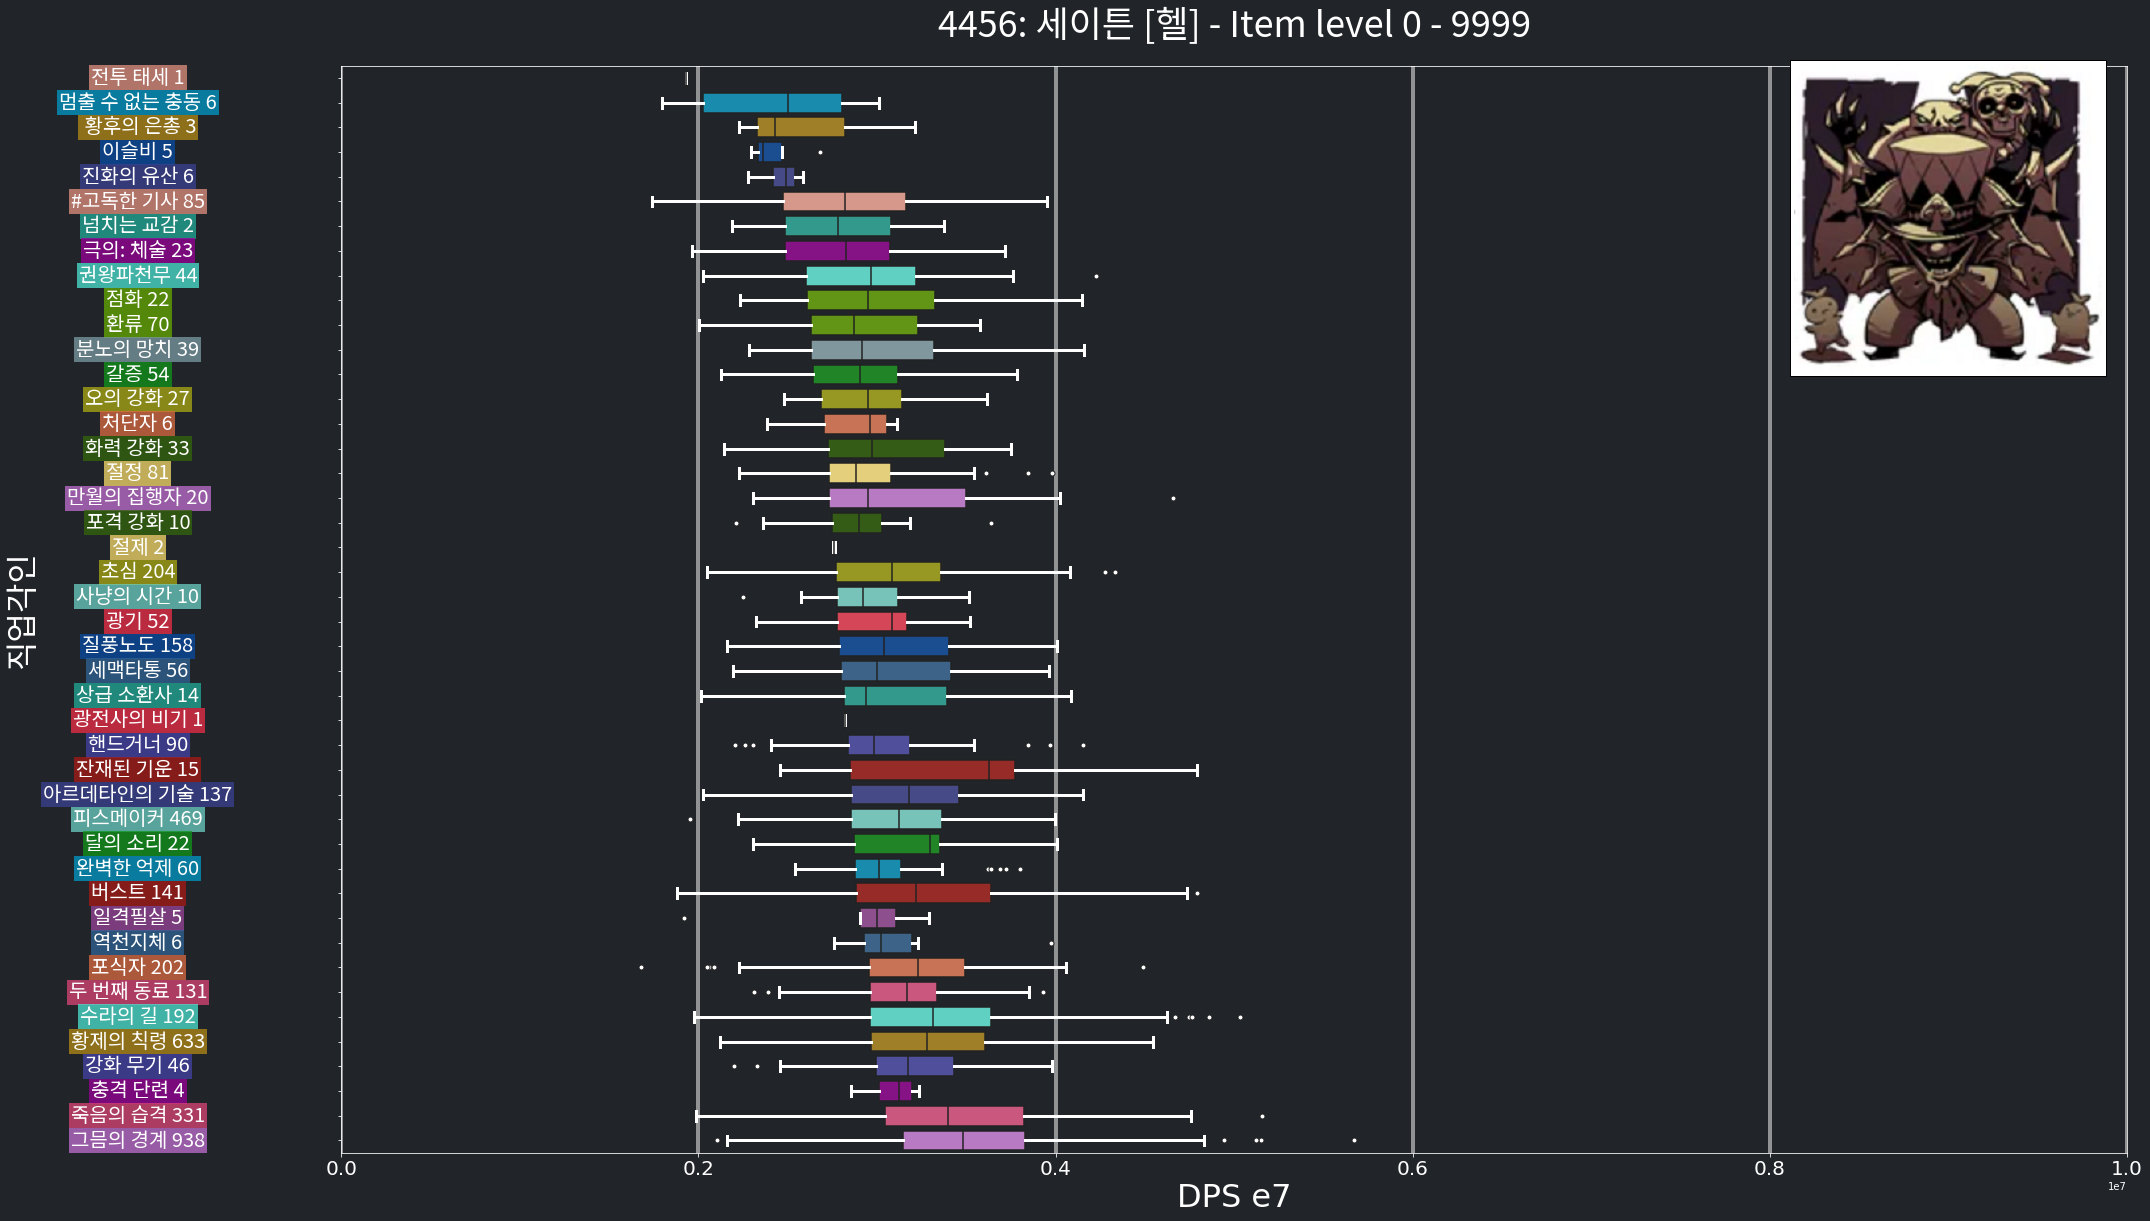 4456: 세이튼 [헬] - Item level 0 - 9999
전투 태세 1
멈출 수 없는 충동 6
황후의 은총 3
이슬비 5
진화의 유산 6
#고독한 기사 85
넘치는 교감 2
극의: 체술 23
권왕파천무 44
점화 22
환류 70
분노의 망치 39
갈증 54
오의 강화 27
처단자 6
화력 강화 33
절정 81
만월의 집행자 20
포격 강화 10
절제 2
초심 204
사냥의 시간 10
광기 52
질풍노도 158
세맥타통 56
상급 소환사 14
광전사의 비기 1
핸드거너 90
잔재된 기운 15
아르데타인의 기술 137
피스메이커 469
달의 소리 22
완벽한 억제 60
버스트 141
일격필살 5
역천지체 6
포식자 202
두 번째 동료 131
수라의 길 192
황제의 칙령 633
강화 무기 46
충격 단련 4
죽음의 습격 331
그믐의 경계 938
직업각인
0.0 0.2 0.4 0.6 0.8 1.0
1e7
DPS e7